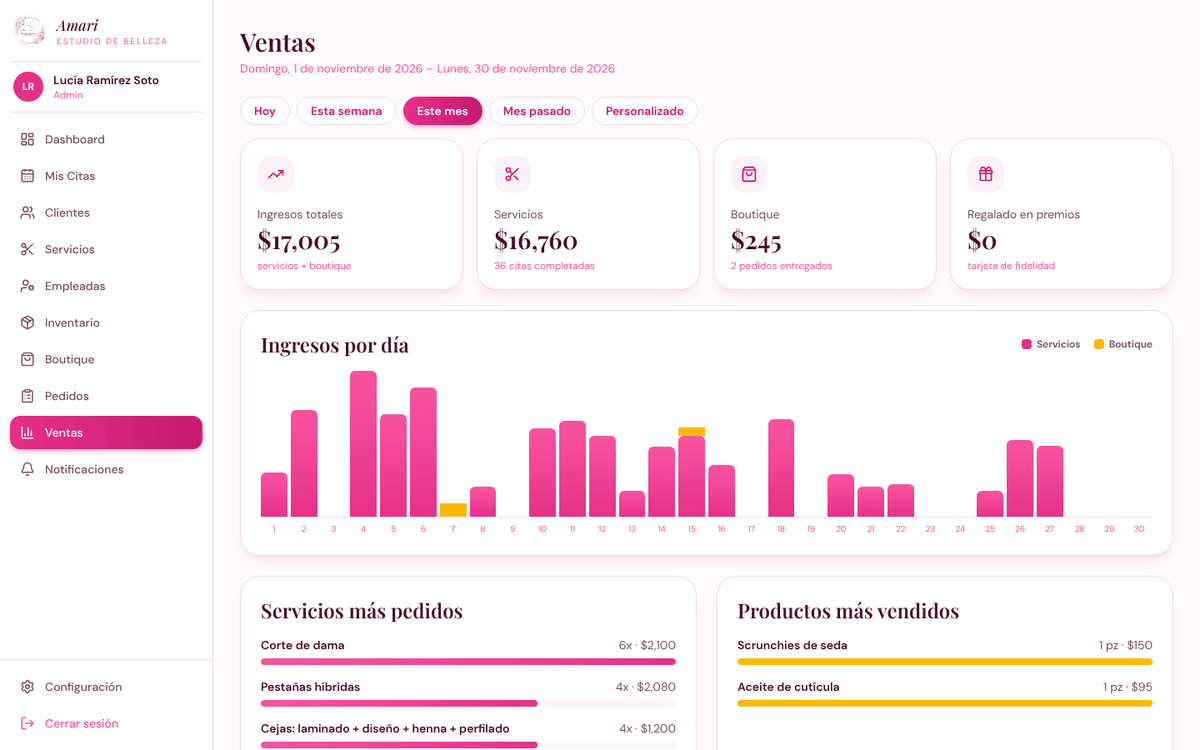 Amari
ESTUDIO DE BELLEZA
LR
Lucía Ramírez Soto
Admin
Dashboard
Mis Citas
Clientes
Servicios
Empleadas
Inventario
Boutique
Pedidos
Ventas
Notificaciones
Configuración
Cerrar sesión
Ventas
Domingo, 1 de noviembre de 2026 – Lunes, 30 de noviembre de 2026
Hoy
Esta semana
Este mes
Mes pasado
Personalizado
Ingresos totales
$17,005
servicios + boutique
Servicios
$16,760
36 citas completadas
Boutique
$245
2 pedidos entregados
Regalado en premios
$0
tarjeta de fidelidad
Ingresos por día
Servicios
Boutique
1 2 3 4 5 6 7 8 9 10 11 12 13 14 15 16 17 18 19 20 21 22 23 24 25 26 27 28 29 30
Servicios más pedidos
Corte de dama 6x · $2,100
Pestañas híbridas 4x · $2,080
Cejas: laminado + diseño + henna + perfilado 4x · $1,200
Productos más vendidos
Scrunchies de seda 1 pz · $150
Aceite de cutícula 1 pz · $95